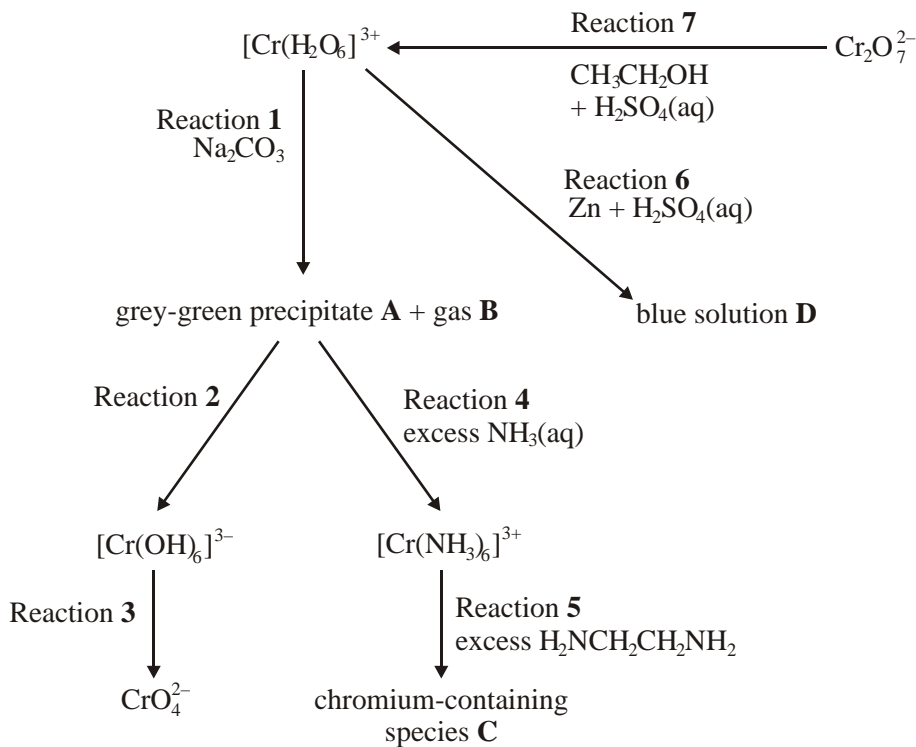 Reaction 7
[Cr(H₂O₆]³⁺
Cr₂O₇²⁻
CH₃CH₂OH
+ H₂SO₄(aq)
Reaction 1
Na₂CO₃
Reaction 6
Zn + H₂SO₄(aq)
grey-green precipitate A + gas B
blue solution D
Reaction 2
Reaction 4
excess NH₃(aq)
[Cr(OH)₆]³⁻
[Cr(NH₃)₆]³⁺
Reaction 3
Reaction 5
excess H₂NCH₂CH₂NH₂
CrO₄²⁻
chromium-containing
species C